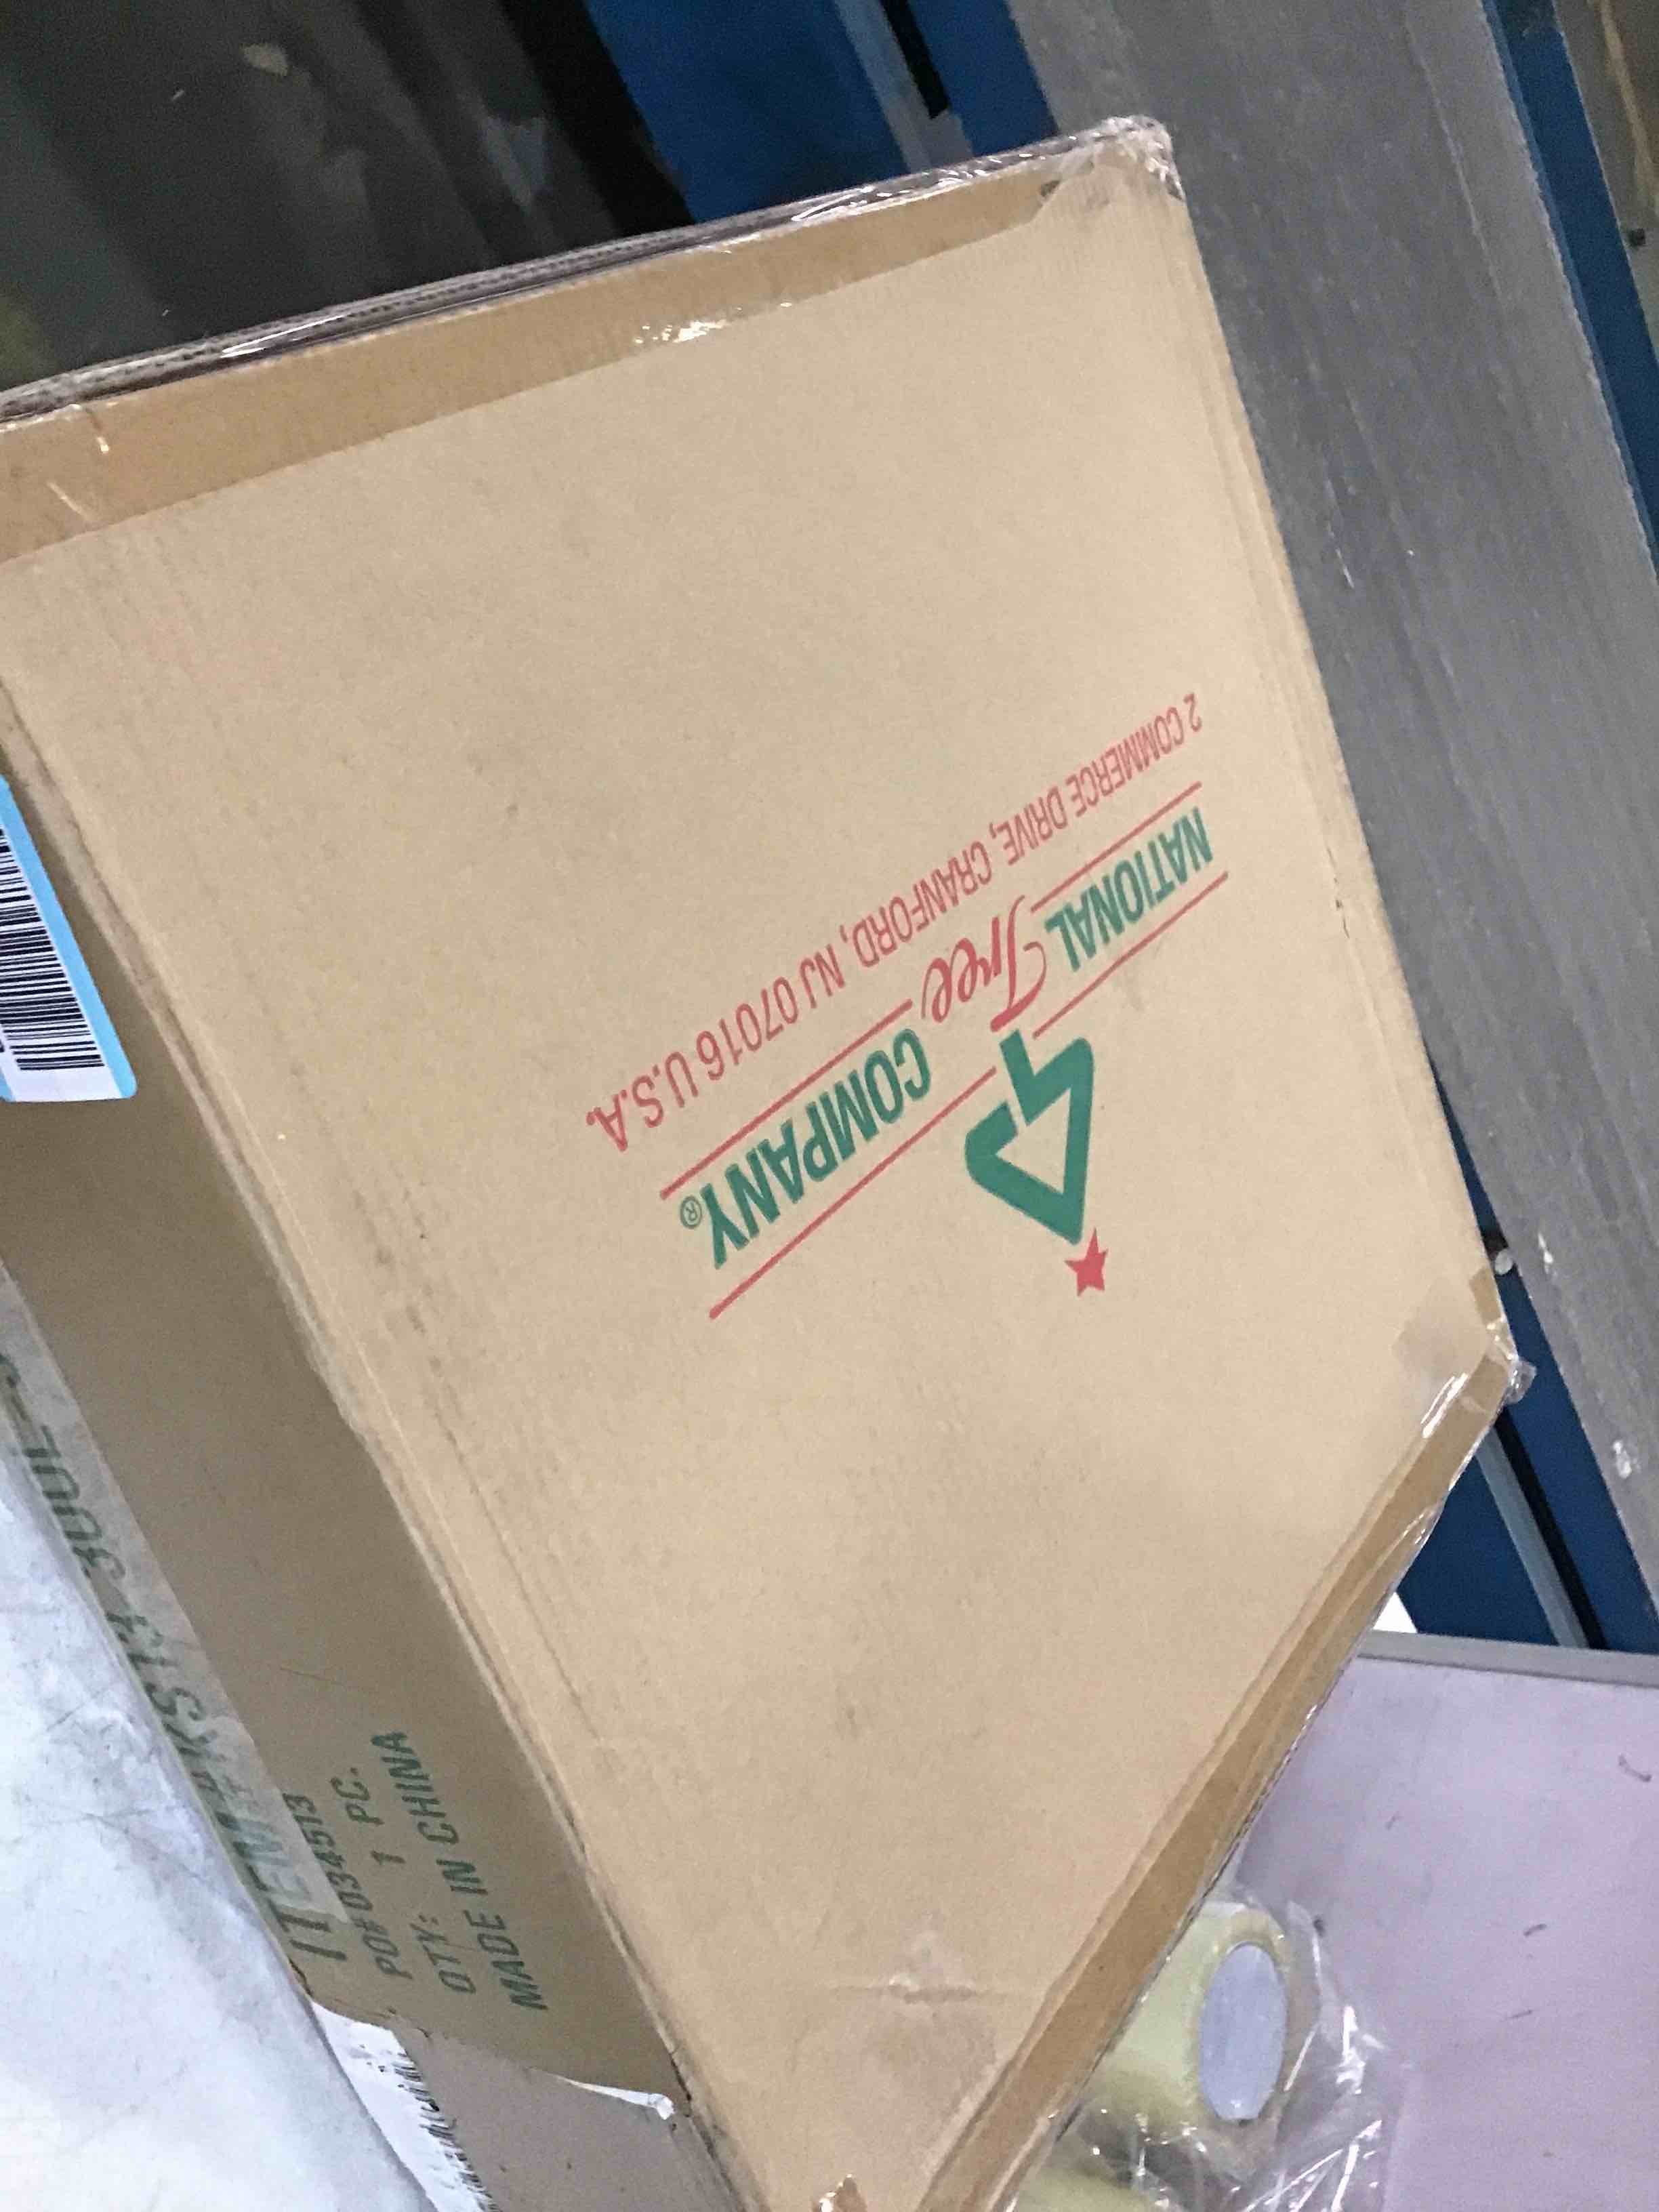 NATIONAL Tree COMPANY®
2 COMMERCE DRIVE, CRANFORD, NJ 07016 U.S.A.
PO# 034513
QTY: 1 PC.
MADE IN CHINA